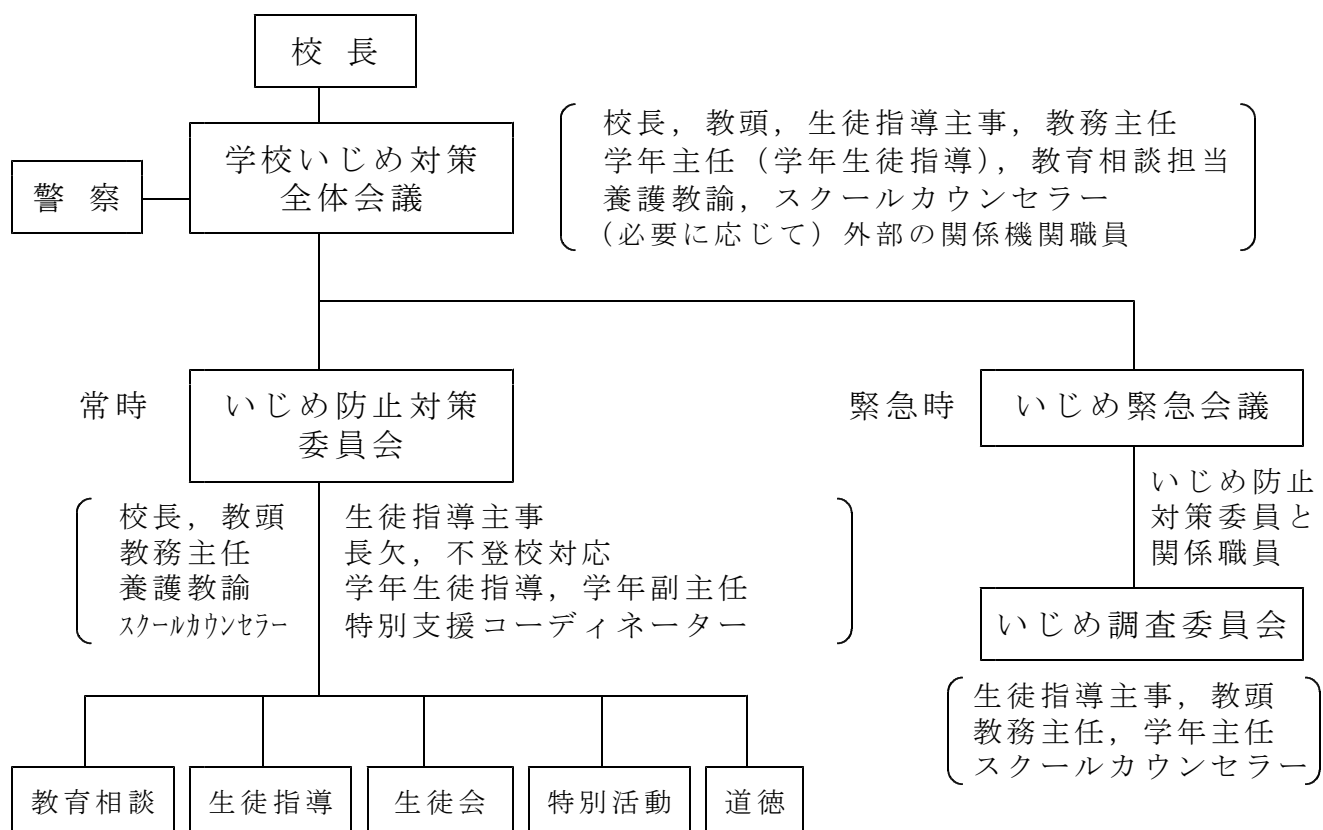 校 長
学校いじめ対策
全体会議
警 察
校長，教頭，生徒指導主事，教務主任
学年主任（学年生徒指導），教育相談担当
養護教諭，スクールカウンセラー
（必要に応じて）外部の関係機関職員
常時
いじめ防止対策
委員会
緊急時
いじめ緊急会議
校長，教頭
教務主任
養護教諭
スクールカウンセラー
生徒指導主事
長欠，不登校対応
学年生徒指導，学年副主任
特別支援コーディネーター
いじめ防止
対策委員と
関係職員
いじめ調査委員会
生徒指導主事，教頭
教務主任，学年主任
スクールカウンセラー
教育相談
生徒指導
生徒会
特別活動
道徳